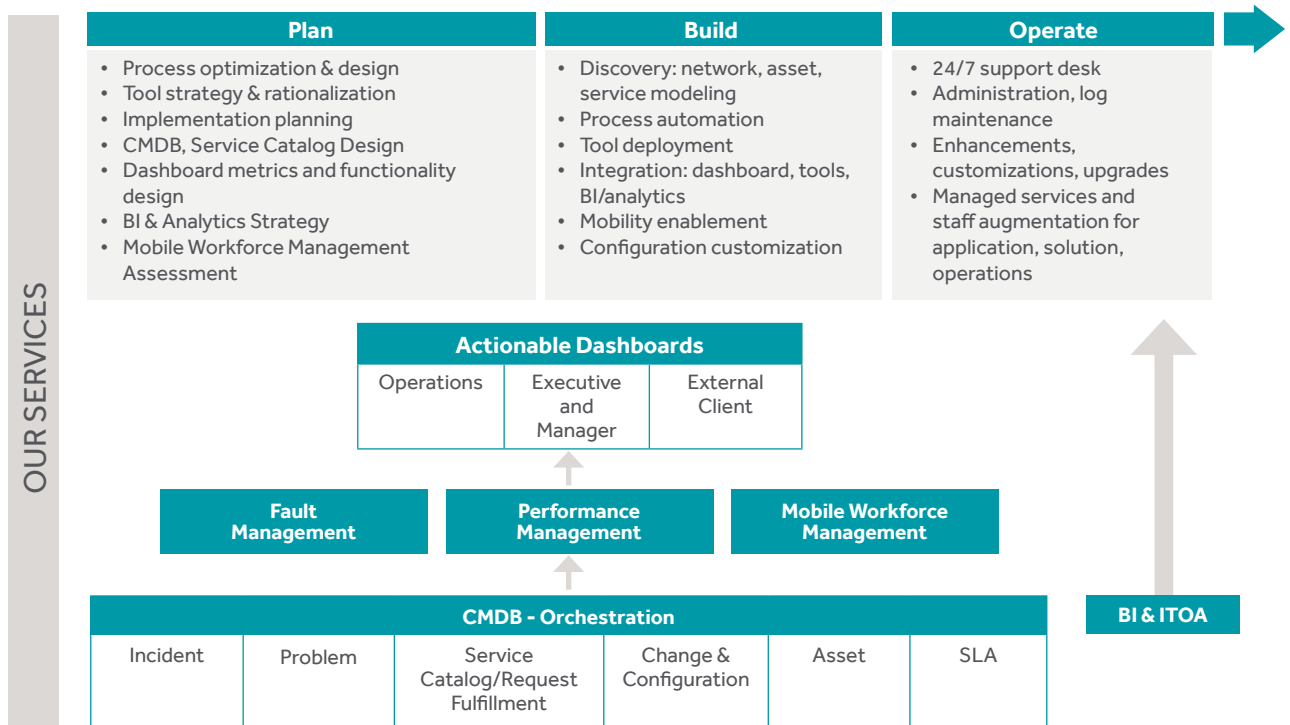 OUR SERVICES
Plan
• Process optimization & design
• Tool strategy & rationalization
• Implementation planning
• CMDB, Service Catalog Design
• Dashboard metrics and functionality
design
• BI & Analytics Strategy
• Mobile Workforce Management
Assessment
Build
• Discovery: network, asset,
service modeling
• Process automation
• Tool deployment
• Integration: dashboard, tools,
BI/analytics
• Mobility enablement
• Configuration customization
Operate
• 24/7 support desk
• Administration, log
maintenance
• Enhancements,
customizations, upgrades
• Managed services and
staff augmentation for
application, solution,
operations
Actionable Dashboards
Operations
Executive
and
Manager
External
Client
Fault
Management
Performance
Management
Mobile Workforce
Management
CMDB - Orchestration
Incident
Problem
Service
Catalog/Request
Fulfillment
Change &
Configuration
Asset
SLA
BI & ITOA